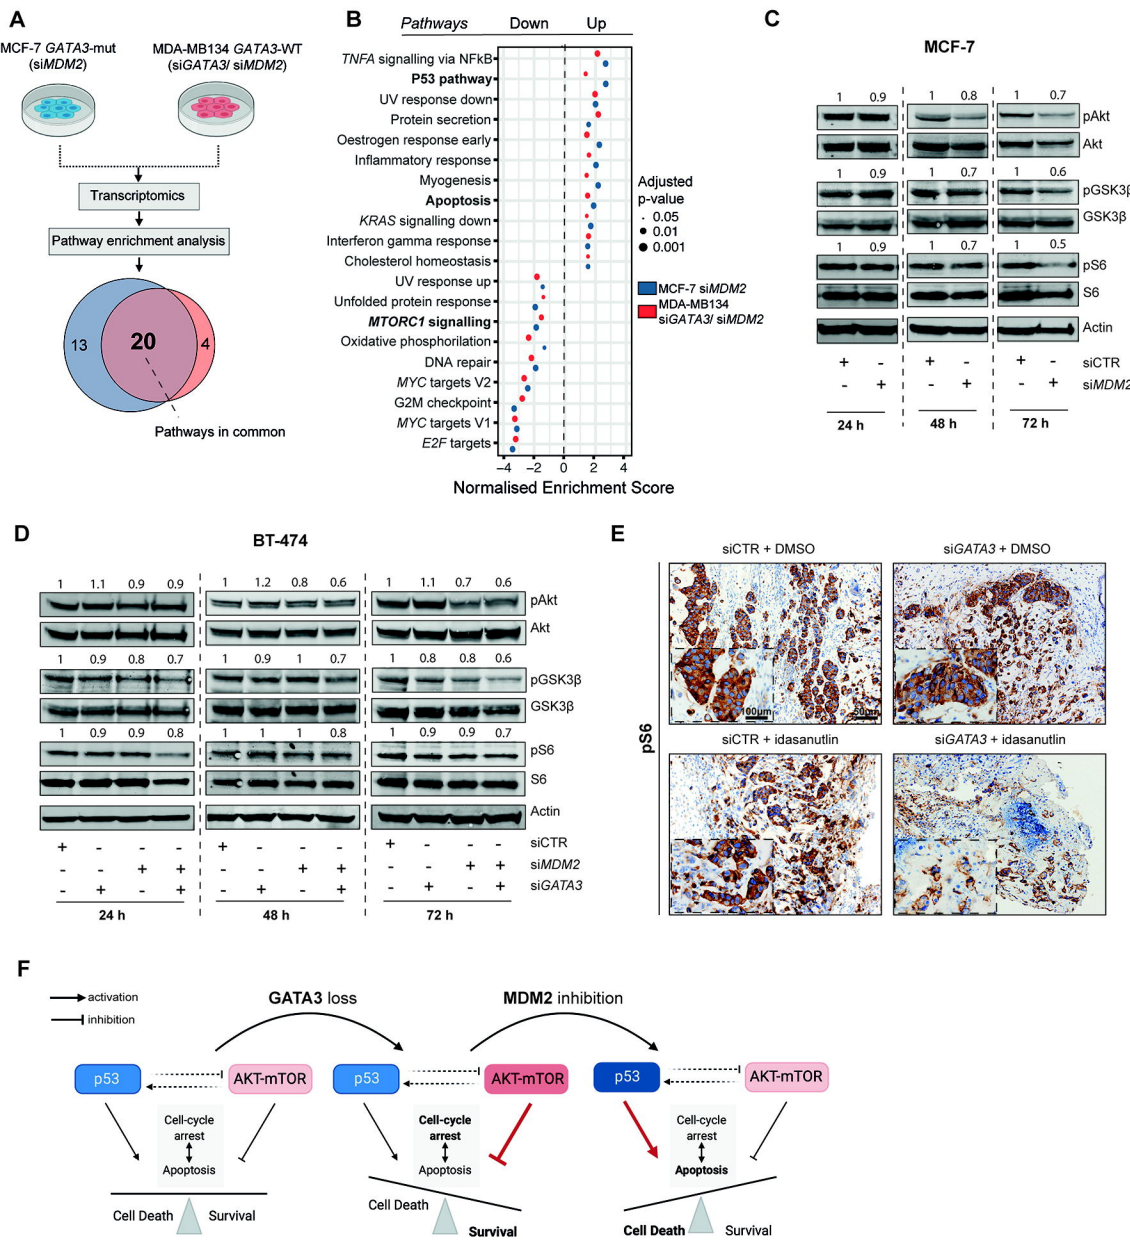 A
MCF-7 GATA3-mut
(siMDM2)
MDA-MB134 GATA3-WT
(siGATA3/ siMDM2)
Transcriptomics
Pathway enrichment analysis
13
20
4
Pathways in common
B
Pathways
Down
Up
TNFA signalling via NFkB
P53 pathway
UV response down
Protein secretion
Oestrogen response early
Inflammatory response
Myogenesis
Apoptosis
KRAS signalling down
Interferon gamma response
Cholesterol homeostasis
UV response up
Unfolded protein response
MTORC1 signalling
Oxidative phosphorilation
DNA repair
MYC targets V2
G2M checkpoint
MYC targets V1
E2F targets
−4 −2 0 2 4
Normalised Enrichment Score
Adjusted
p-value
0.05
0.01
0.001
MCF-7 siMDM2
MDA-MB134
siGATA3/ siMDM2
C
MCF-7
1 0.9 1 0.8 1 0.7
pAkt
Akt
1 0.9 1 0.7 1 0.6
pGSK3β
GSK3β
1 0.9 1 0.7 1 0.5
pS6
S6
Actin
+ - + - + - siCTR
- + - + - + siMDM2
24 h 48 h 72 h
D
BT-474
1 1.1 0.9 0.9 1 1.2 0.8 0.6 1 1.1 0.7 0.6
pAkt
Akt
1 0.9 0.8 0.7 1 0.9 1 0.7 1 0.8 0.8 0.6
pGSK3β
GSK3β
1 0.9 0.9 0.8 1 1 1 0.8 1 0.9 0.9 0.7
pS6
S6
Actin
+ - - - + - - - + - - - siCTR
- - + + - - + + - - + + siMDM2
- + - + - + - + - + - + siGATA3
24 h 48 h 72 h
E
siCTR + DMSO
siGATA3 + DMSO
100μm
50μm
pS6
siCTR + idasanutlin
siGATA3 + idasanutlin
F
activation
inhibition
GATA3 loss
MDM2 inhibition
p53
AKT-mTOR
p53
AKT-mTOR
p53
AKT-mTOR
Cell-cycle
arrest
Apoptosis
Cell-cycle
arrest
Apoptosis
Cell-cycle
arrest
Apoptosis
Cell Death
Survival
Cell Death
Survival
Cell Death
Survival